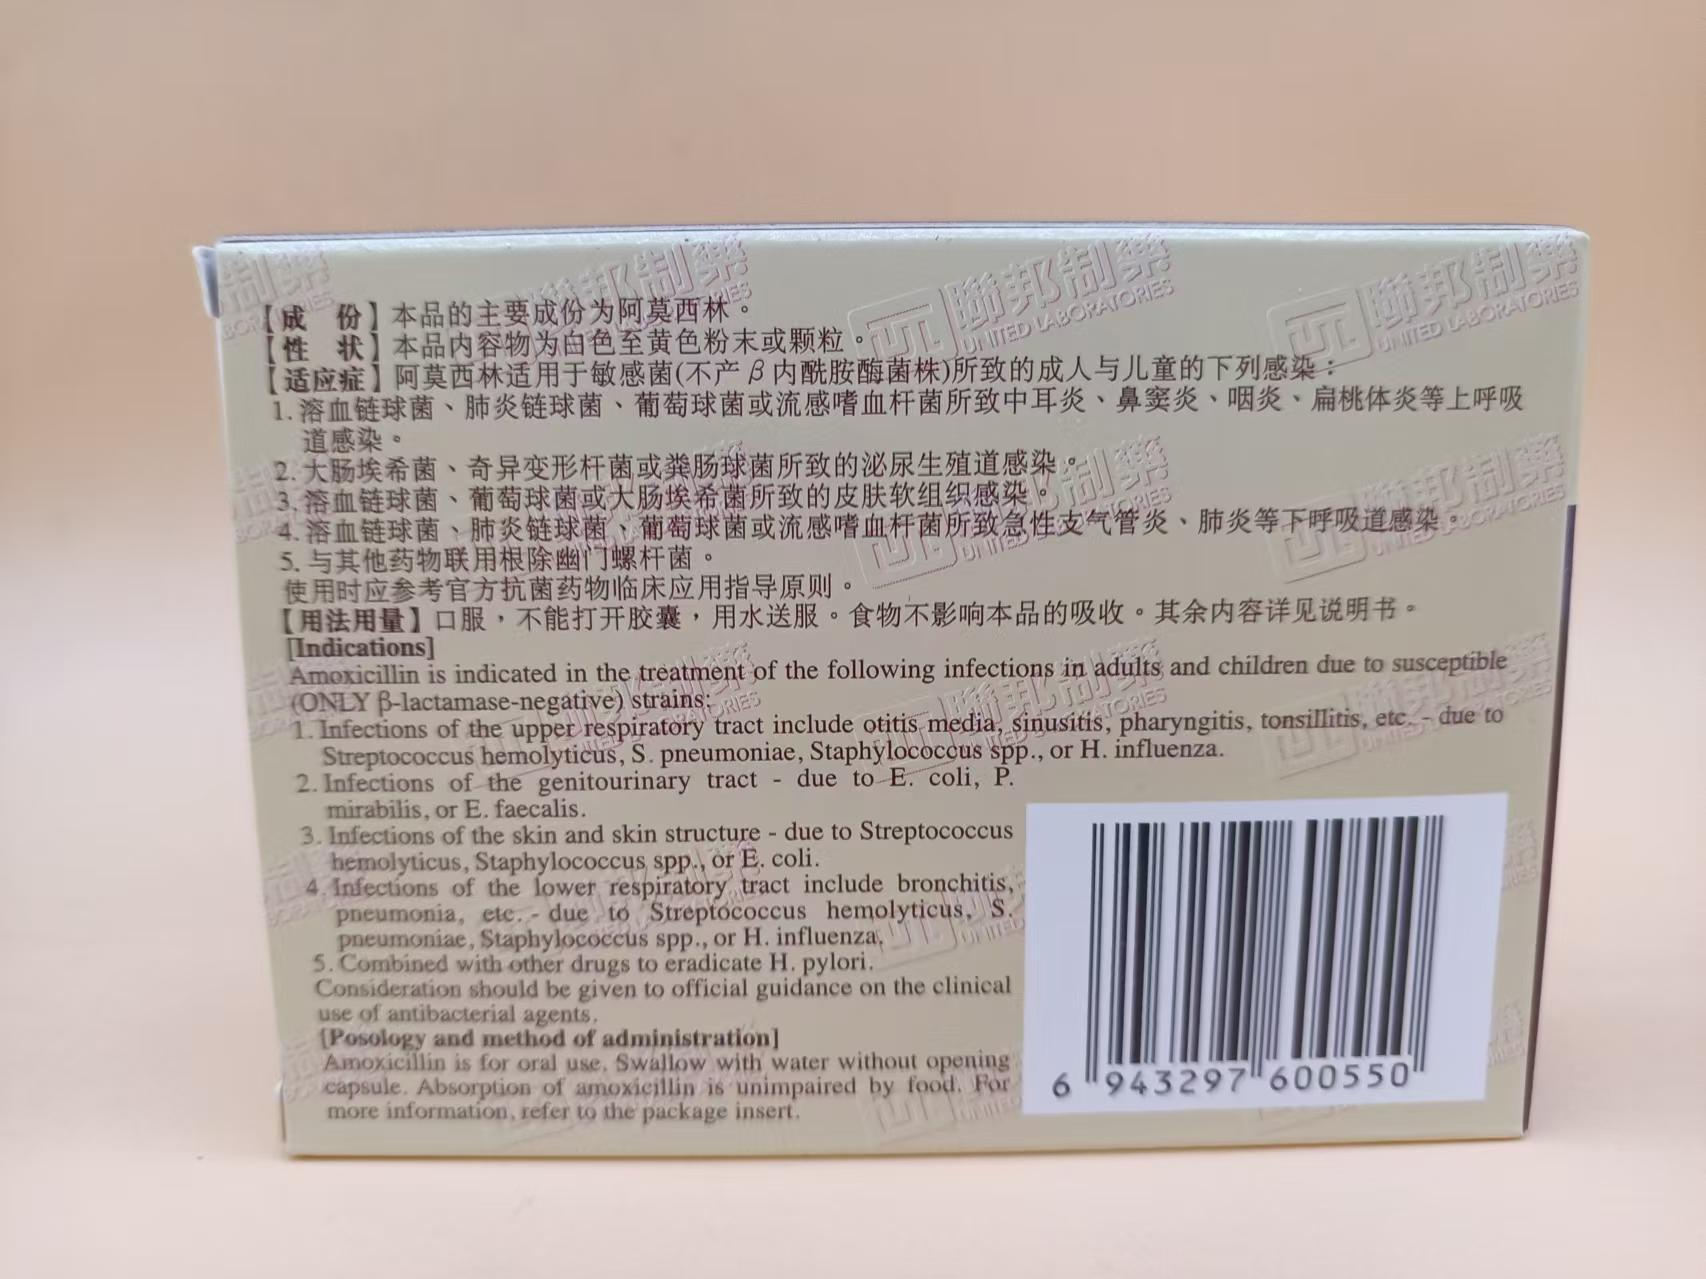 【成 份】本品的主要成份为阿莫西林。
【性 状】本品内容物为白色至黄色粉末或颗粒。
【适应症】阿莫西林适用于敏感菌(不产β内酰胺酶菌株)所致的成人与儿童的下列感染：
1. 溶血链球菌、肺炎链球菌、葡萄球菌或流感嗜血杆菌所致中耳炎、鼻窦炎、咽炎、扁桃体炎等上呼吸
道感染。
2. 大肠埃希菌、奇异变形杆菌或粪肠球菌所致的泌尿生殖道感染。
3. 溶血链球菌、葡萄球菌或大肠埃希菌所致的皮肤软组织感染。
4. 溶血链球菌、肺炎链球菌、葡萄球菌或流感嗜血杆菌所致急性支气管炎、肺炎等下呼吸道感染。
5. 与其他药物联用根除幽门螺杆菌。
使用时应参考官方抗菌药物临床应用指导原则。
【用法用量】口服，不能打开胶囊，用水送服。食物不影响本品的吸收。其余内容详见说明书。
[Indications]
Amoxicillin is indicated in the treatment of the following infections in adults and children due to susceptible
(ONLY β-lactamase-negative) strains:
1. Infections of the upper respiratory tract include otitis media, sinusitis, pharyngitis, tonsillitis, etc. - due to
Streptococcus hemolyticus, S. pneumoniae, Staphylococcus spp., or H. influenza.
2. Infections of the genitourinary tract - due to E. coli, P.
mirabilis, or E. faecalis.
3. Infections of the skin and skin structure - due to Streptococcus
hemolyticus, Staphylococcus spp., or E. coli.
4. Infections of the lower respiratory tract include bronchitis,
pneumonia, etc. - due to Streptococcus hemolyticus, S.
pneumoniae, Staphylococcus spp., or H. influenza.
5. Combined with other drugs to eradicate H. pylori.
Consideration should be given to official guidance on the clinical
use of antibacterial agents.
[Posology and method of administration]
Amoxicillin is for oral use. Swallow with water without opening
capsule. Absorption of amoxicillin is unimpaired by food. For
more information, refer to the package insert.
6 943297 600550
聯邦制藥
UNITED LABORATORIES